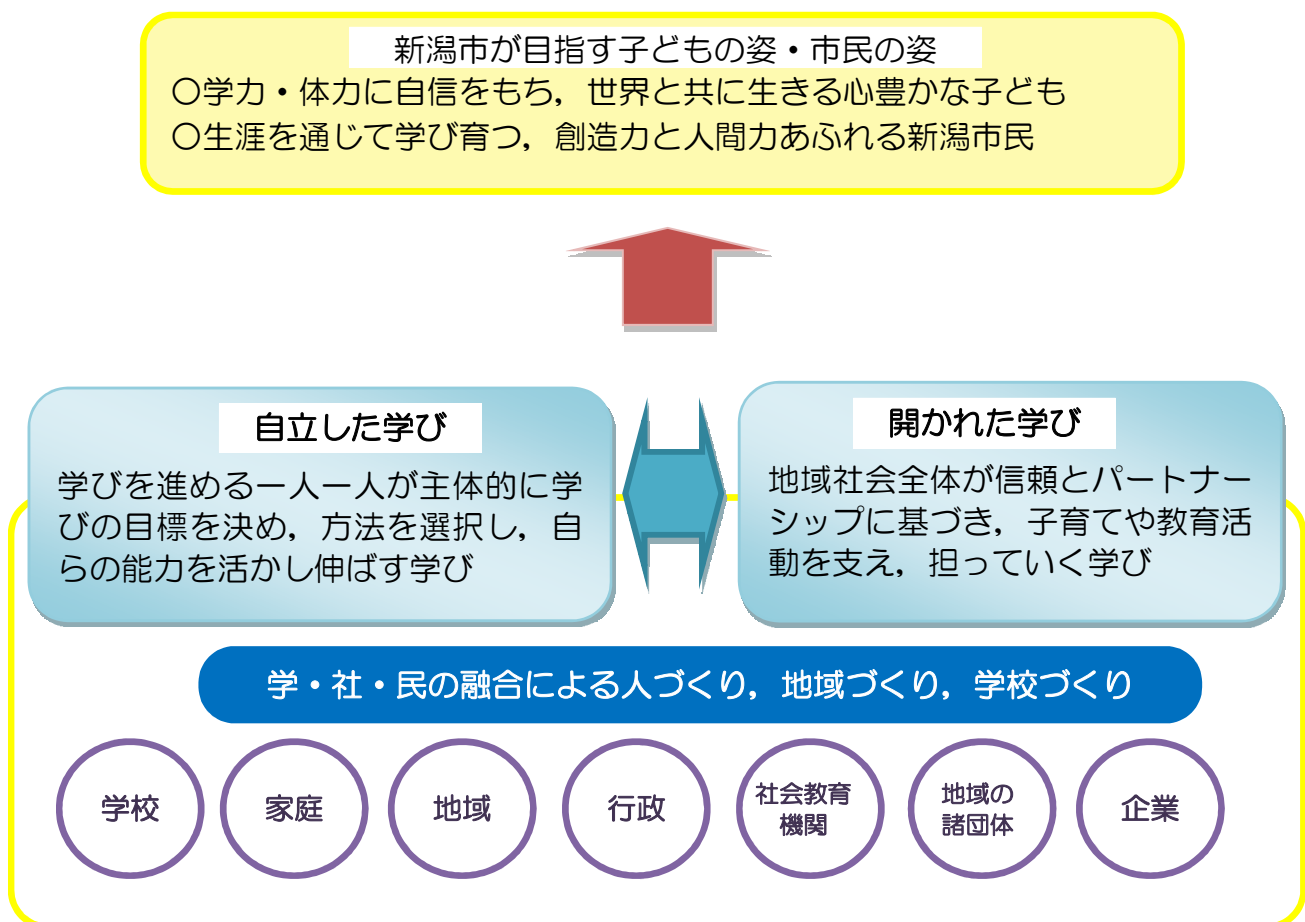 新潟市が目指す子どもの姿・市民の姿
○学力・体力に自信をもち，世界と共に生きる心豊かな子ども
○生涯を通じて学び育つ，創造力と人間力あふれる新潟市民
自立した学び
学びを進める一人一人が主体的に学
びの目標を決め，方法を選択し，自
らの能力を活かし伸ばす学び
開かれた学び
地域社会全体が信頼とパートナー
シップに基づき，子育てや教育活
動を支え，担っていく学び
学・社・民の融合による人づくり，地域づくり，学校づくり
学校
家庭
地域
行政
社会教育
機関
地域の
諸団体
企業